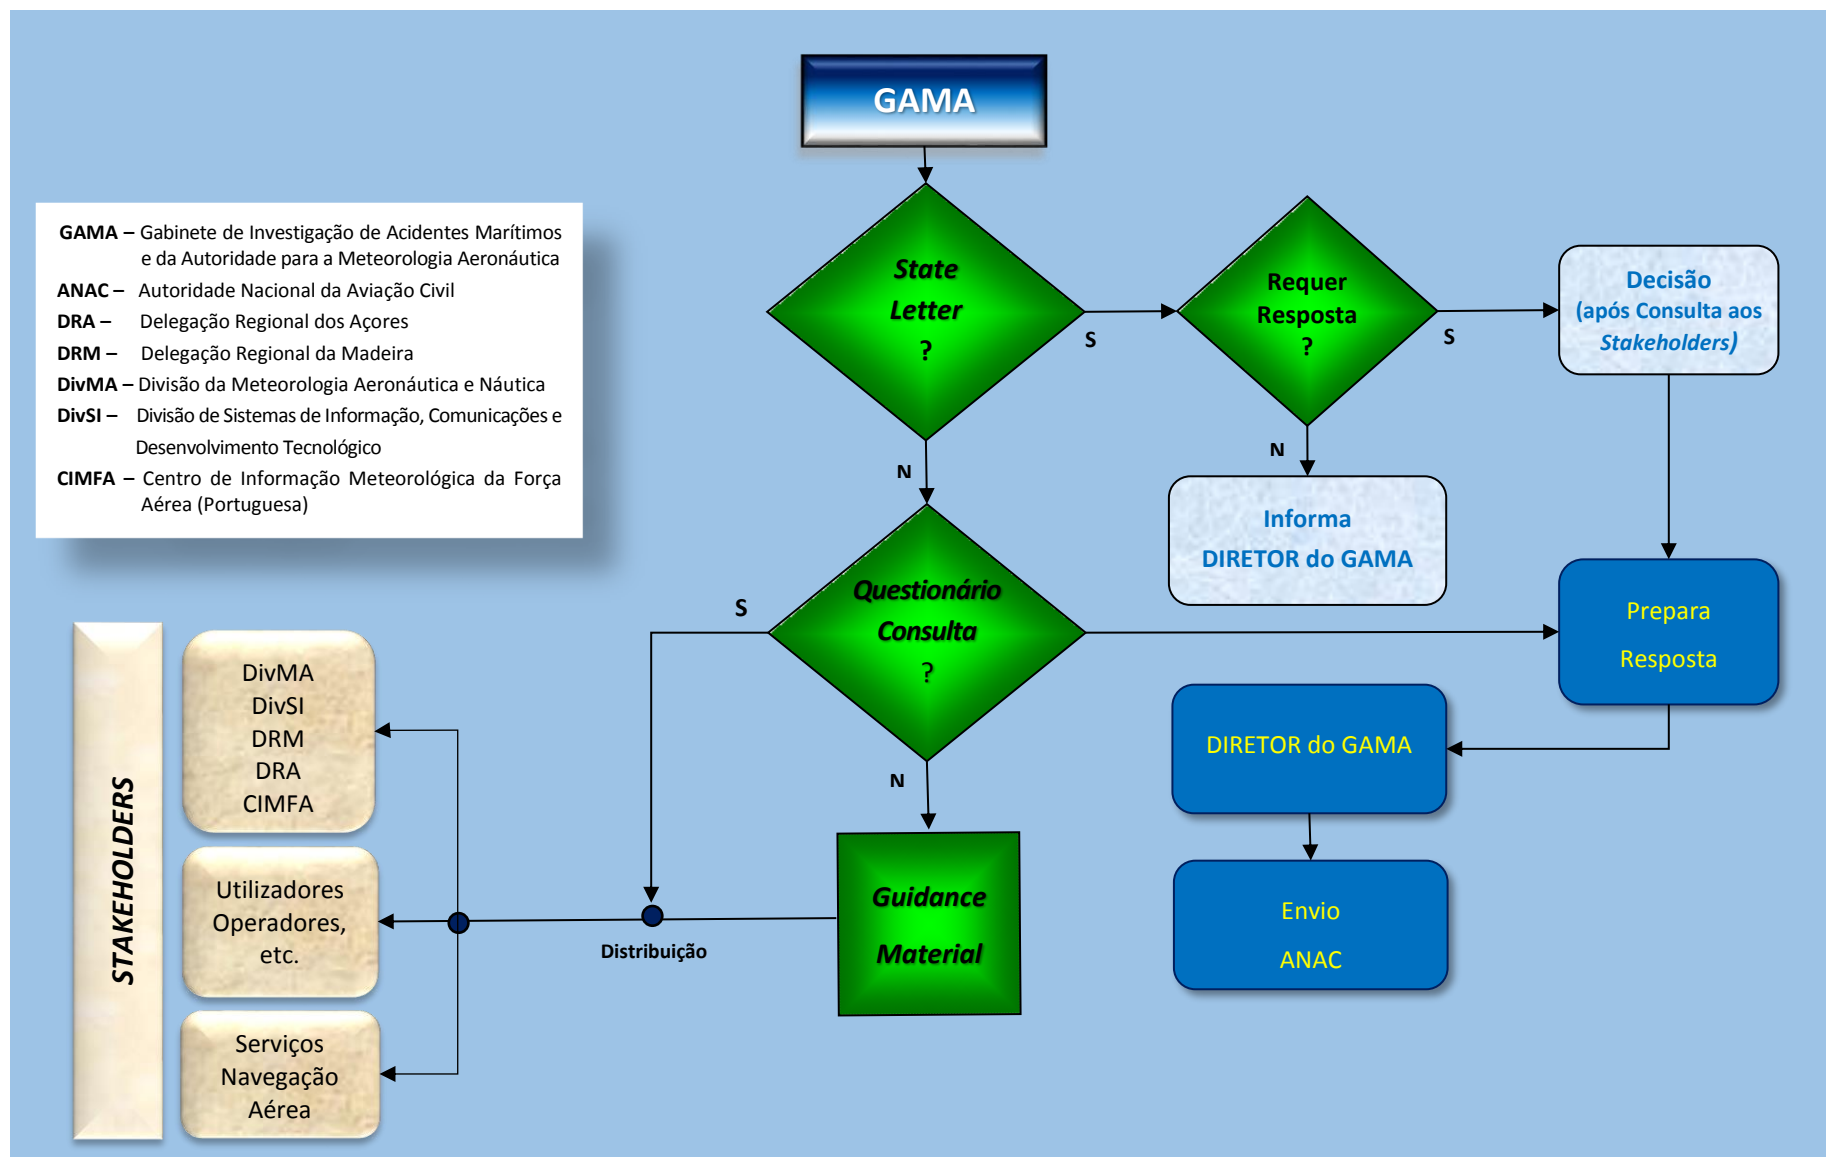 GAMA
GAMA – Gabinete de Investigação de Acidentes Marítimos
e da Autoridade para a Meteorologia Aeronáutica
ANAC – Autoridade Nacional da Aviação Civil
DRA – Delegação Regional dos Açores
DRM – Delegação Regional da Madeira
DivMA – Divisão da Meteorologia Aeronáutica e Náutica
DivSI – Divisão de Sistemas de Informação, Comunicações e
Desenvolvimento Tecnológico
CIMFA – Centro de Informação Meteorológica da Força
Aérea (Portuguesa)
State
Letter
?
S
N
Requer
Resposta
?
S
N
Decisão
(após Consulta aos
Stakeholders)
Informa
DIRETOR do GAMA
Questionário
Consulta
?
S
N
Prepara
Resposta
DIRETOR do GAMA
Envio
ANAC
Guidance
Material
Distribuição
STAKEHOLDERS
DivMA
DivSI
DRM
DRA
CIMFA
Utilizadores
Operadores,
etc.
Serviços
Navegação
Aérea